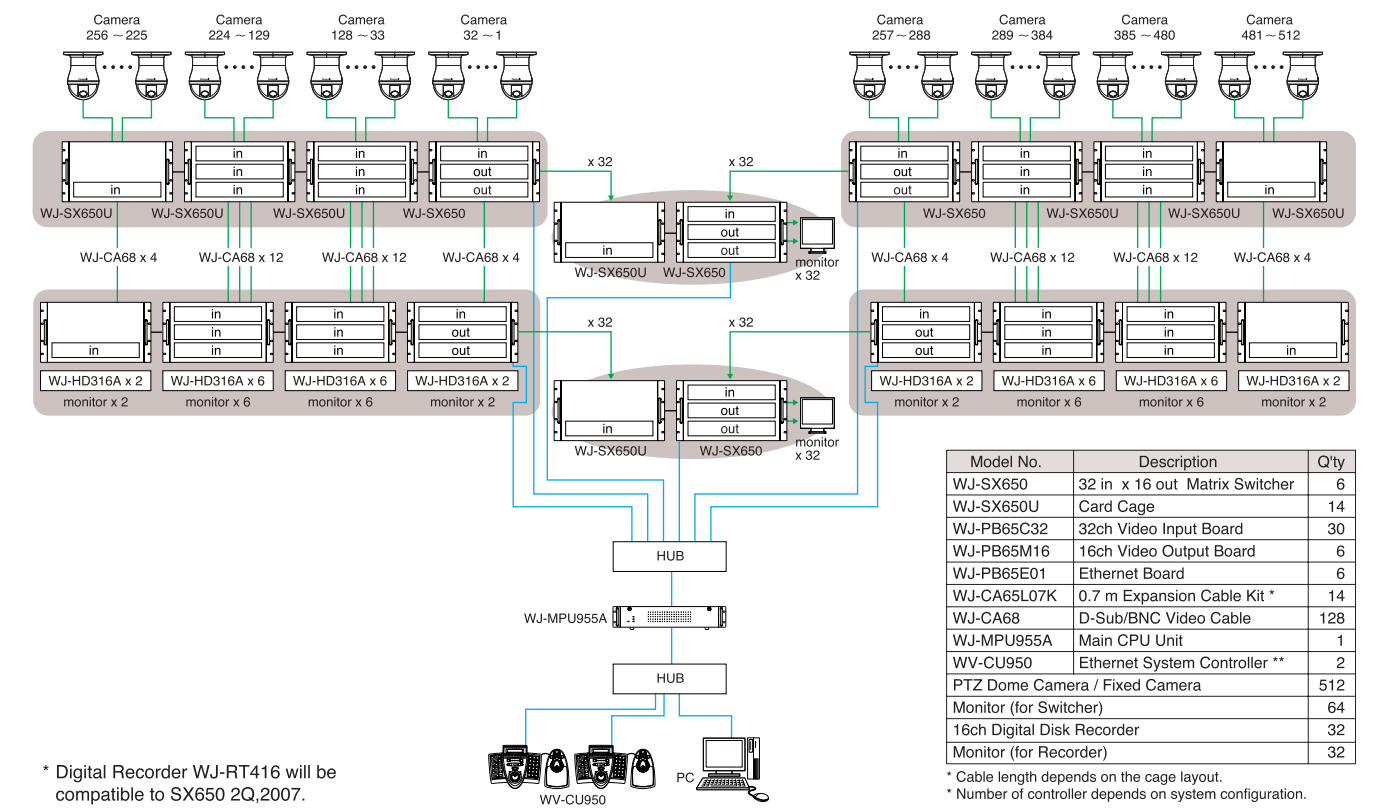 Camera
256 ~ 225
Camera
224 ~ 129
Camera
128 ~ 33
Camera
32 ~ 1
Camera
257 ~ 288
Camera
289 ~ 384
Camera
385 ~ 480
Camera
481 ~ 512
in
in
in
in
in
in
in
in
out
out
in
out
out
in
in
in
in
in
in
in
WJ-SX650U
WJ-SX650U
WJ-SX650U
WJ-SX650
x 32
x 32
WJ-SX650
WJ-SX650U
WJ-SX650U
WJ-SX650U
in
in
out
out
WJ-SX650U
WJ-SX650
monitor
x 32
WJ-CA68 x 4
WJ-CA68 x 12
WJ-CA68 x 12
WJ-CA68 x 4
WJ-CA68 x 4
WJ-CA68 x 12
WJ-CA68 x 12
WJ-CA68 x 4
in
in
in
in
in
in
in
in
out
out
in
out
out
in
in
in
in
in
in
in
x 32
x 32
WJ-HD316A x 2
WJ-HD316A x 6
WJ-HD316A x 6
WJ-HD316A x 2
WJ-HD316A x 2
WJ-HD316A x 6
WJ-HD316A x 6
WJ-HD316A x 2
monitor x 2
monitor x 6
monitor x 6
monitor x 2
monitor x 2
monitor x 6
monitor x 6
monitor x 2
in
in
out
out
WJ-SX650U
WJ-SX650
monitor
x 32
HUB
WJ-MPU955A
HUB
WV-CU950
PC
Model No. Description Q'ty
WJ-SX650 32 in x 16 out Matrix Switcher 6
WJ-SX650U Card Cage 14
WJ-PB65C32 32ch Video Input Board 30
WJ-PB65M16 16ch Video Output Board 6
WJ-PB65E01 Ethernet Board 6
WJ-CA65L07K 0.7 m Expansion Cable Kit * 14
WJ-CA68 D-Sub/BNC Video Cable 128
WJ-MPU955A Main CPU Unit 1
WV-CU950 Ethernet System Controller ** 2
PTZ Dome Camera / Fixed Camera 512
Monitor (for Switcher) 64
16ch Digital Disk Recorder 32
Monitor (for Recorder) 32
* Cable length depends on the cage layout.
* Number of controller depends on system configuration.
* Digital Recorder WJ-RT416 will be
compatible to SX650 2Q,2007.